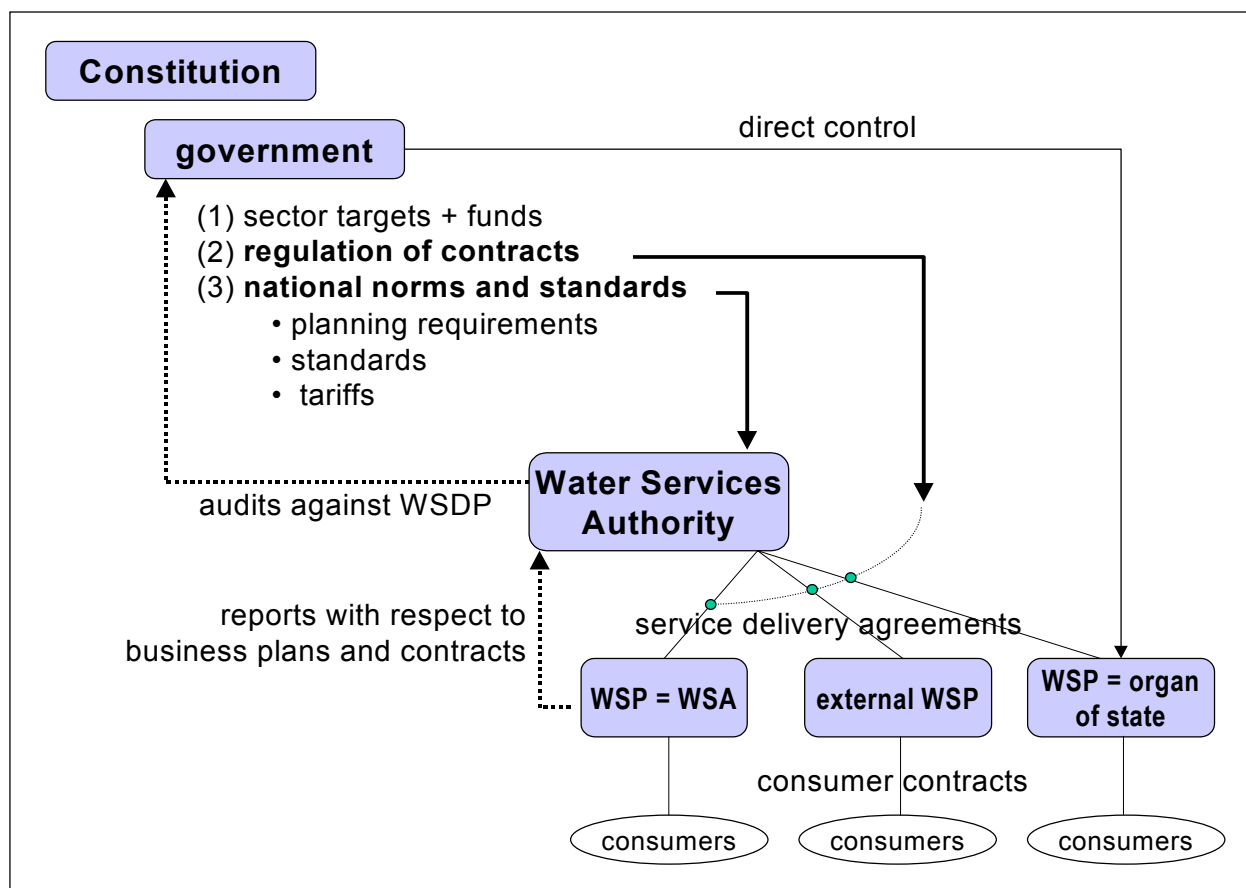 Constitution
direct control
government
(1) sector targets + funds
(2) regulation of contracts
(3) national norms and standards
• planning requirements
• standards
• tariffs
Water Services
Authority
audits against WSDP
reports with respect to
business plans and contracts
service delivery agreements
WSP = WSA
external WSP
WSP = organ
of state
consumer contracts
consumers
consumers
consumers